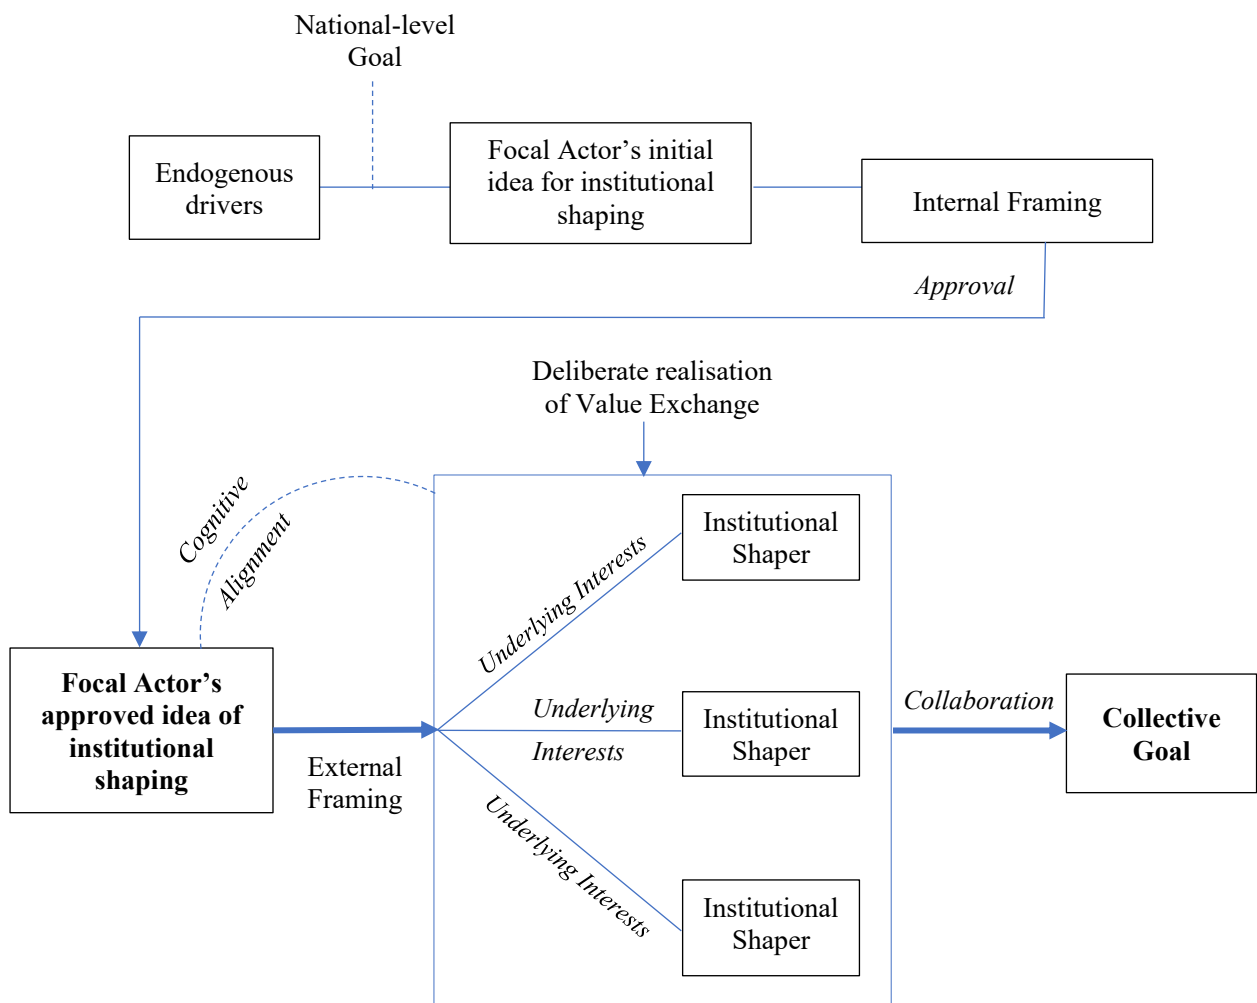 National-level
Goal
Endogenous
drivers
Focal Actor’s initial
idea for institutional
shaping
Internal Framing
Approval
Deliberate realisation
of Value Exchange
Cognitive
Alignment
Institutional
Shaper
Underlying Interests
Focal Actor’s
approved idea of
institutional
shaping
External
Framing
Underlying
Interests
Institutional
Shaper
Collaboration
Collective
Goal
Underlying Interests
Institutional
Shaper